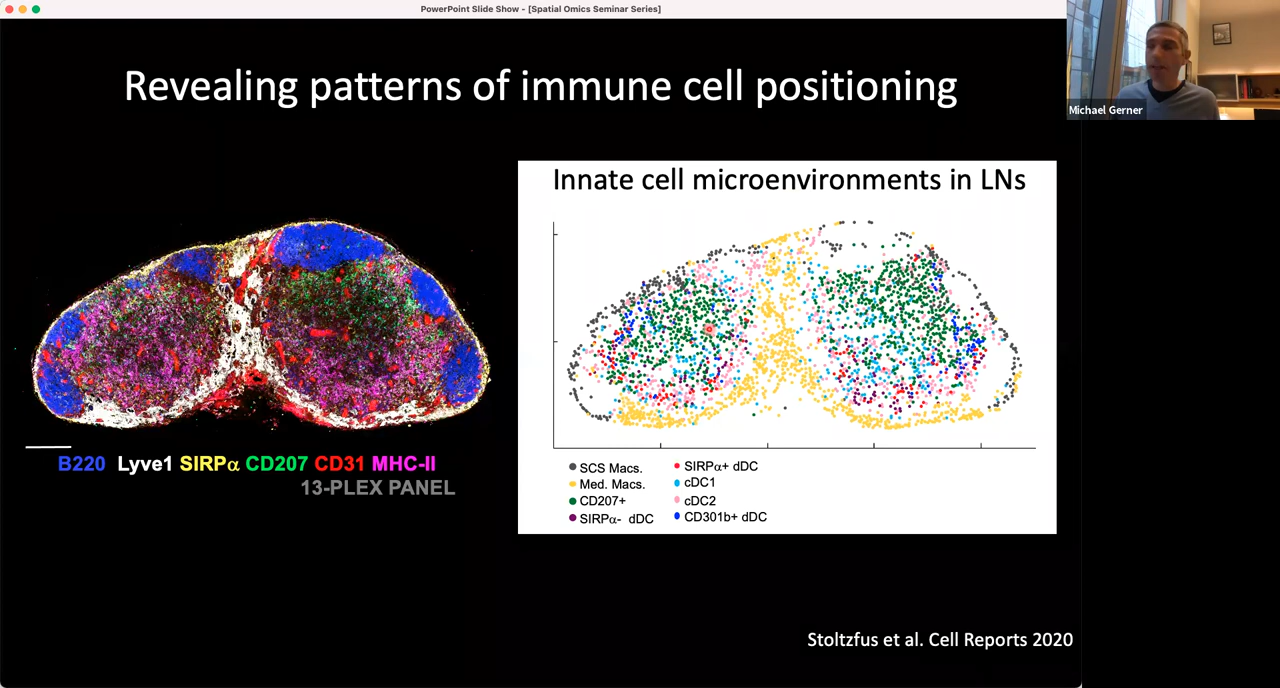 PowerPoint Slide Show - [Spatial Omics Seminar Series]
Michael Gerner
Revealing patterns of immune cell positioning
Innate cell microenvironments in LNs
B220 Lyve1 SIRPα CD207 CD31 MHC-II
13-PLEX PANEL
SCS Macs.
Med. Macs.
CD207+
SIRPα- dDC
SIRPα+ dDC
cDC1
cDC2
CD301b+ dDC
Stoltzfus et al. Cell Reports 2020